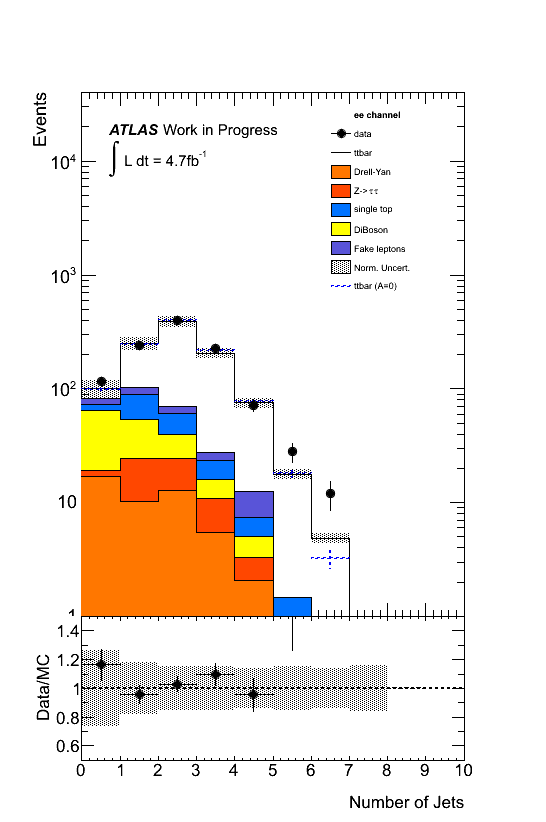 Events
ATLAS Work in Progress
∫ L dt = 4.7fb⁻¹
ee channel
data
ttbar
Drell-Yan
Z->ττ
single top
DiBoson
Fake leptons
Norm. Uncert.
ttbar (A=0)
10⁴
10³
10²
10
1
Data/MC
1.4
1.2
1
0.8
0.6
0 1 2 3 4 5 6 7 8 9 10
Number of Jets